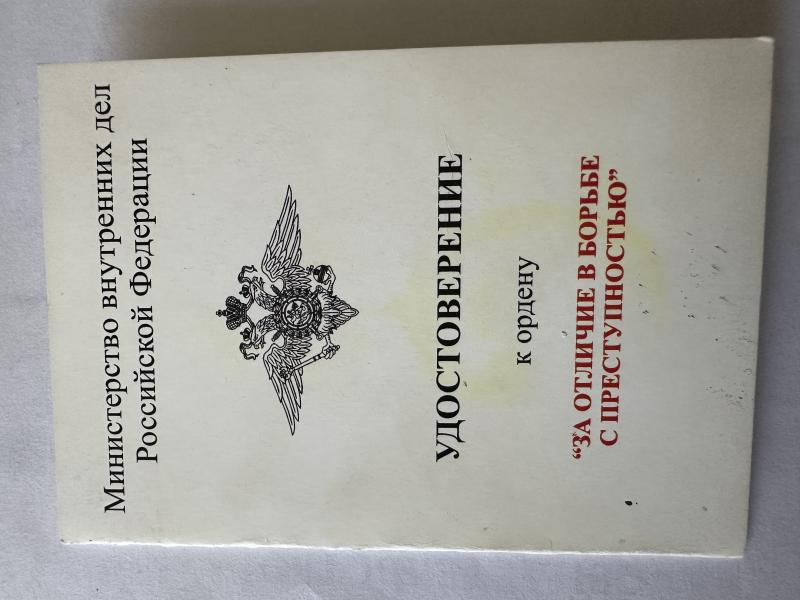 Министерство внутренних дел
Российской Федерации
УДОСТОВЕРЕНИЕ
к ордену
“ЗА ОТЛИЧИЕ В БОРЬБЕ
С ПРЕСТУПНОСТЬЮ”